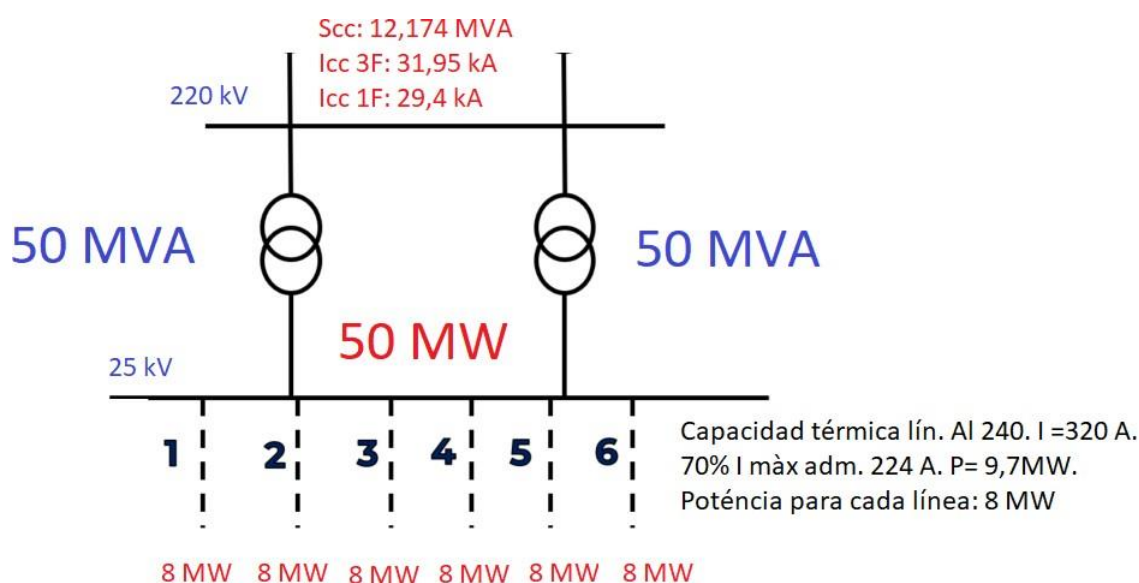 Scc: 12,174 MVA
Icc 3F: 31,95 kA
Icc 1F: 29,4 kA
220 kV
50 MVA
50 MVA
50 MW
25 kV
1 2 3 4 5 6
Capacidad térmica lín. Al 240. I =320 A.
70% I màx adm. 224 A. P= 9,7MW.
Poténcia para cada línea: 8 MW
8 MW 8 MW 8 MW 8 MW 8 MW 8 MW